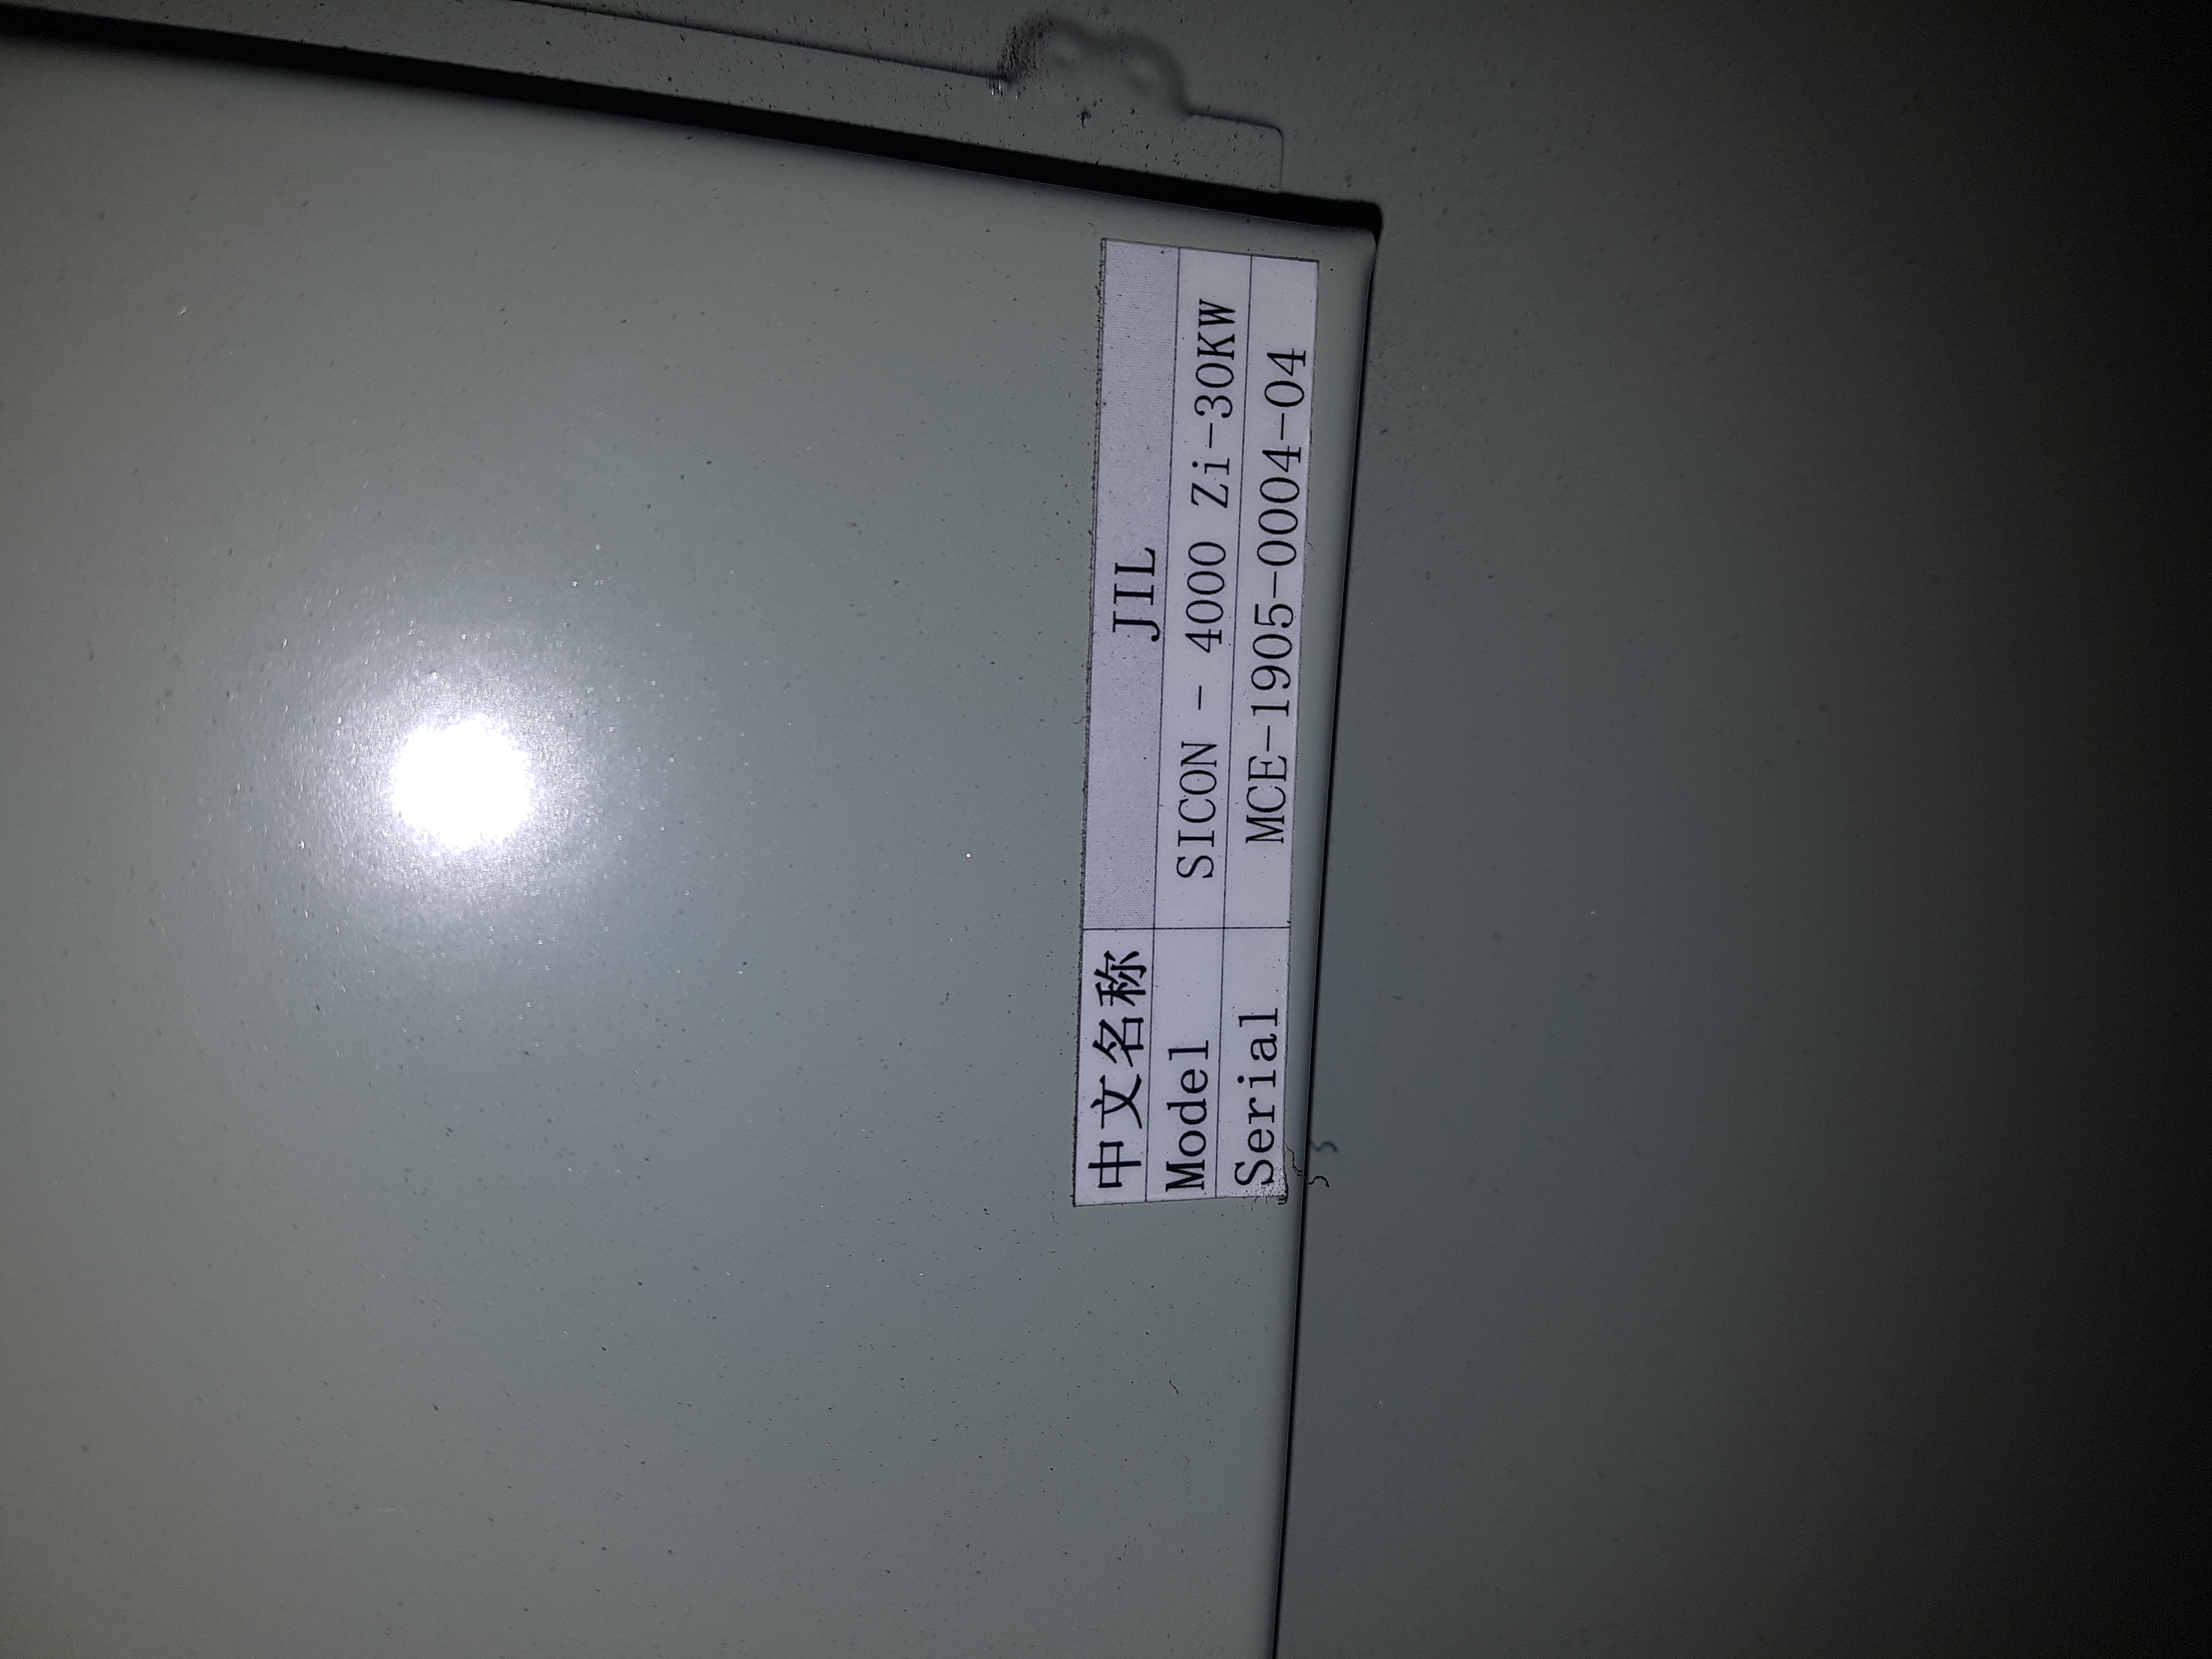 中文名称 JIL
Model SICON - 4000 Zi-30KW
Serial MCE-1905-0004-04